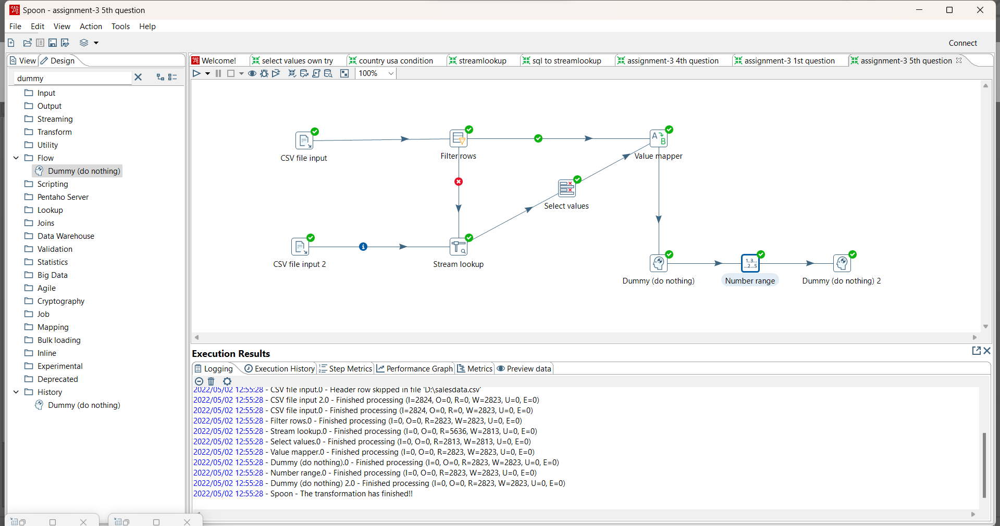 Spoon - assignment-3 5th question
File Edit View Action Tools Help
Connect
View Design
dummy
Input
Output
Streaming
Transform
Utility
Flow
Dummy (do nothing)
Scripting
Pentaho Server
Lookup
Joins
Data Warehouse
Validation
Statistics
Big Data
Agile
Cryptography
Job
Mapping
Bulk loading
Inline
Experimental
Deprecated
History
Dummy (do nothing)
Welcome! select values own try country usa condition streamlookup sql to streamlookup assignment-3 4th question assignment-3 1st question assignment-3 5th question
100%
CSV file input
Filter rows
A B
Value mapper
Select values
CSV file input 2
Stream lookup
Dummy (do nothing)
1..3...
...2...5
Number range
Dummy (do nothing) 2
Execution Results
Logging Execution History Step Metrics Performance Graph Metrics Preview data
2022/05/02 12:55:28 - CSV file input.0 - Header row skipped in file 'D:\salesdata.csv'
2022/05/02 12:55:28 - CSV file input 2.0 - Finished processing (I=2824, O=0, R=0, W=2823, U=0, E=0)
2022/05/02 12:55:28 - CSV file input.0 - Finished processing (I=2824, O=0, R=0, W=2823, U=0, E=0)
2022/05/02 12:55:28 - Filter rows.0 - Finished processing (I=0, O=0, R=2823, W=2823, U=0, E=0)
2022/05/02 12:55:28 - Stream lookup.0 - Finished processing (I=0, O=0, R=5636, W=2813, U=0, E=0)
2022/05/02 12:55:28 - Select values.0 - Finished processing (I=0, O=0, R=2813, W=2813, U=0, E=0)
2022/05/02 12:55:28 - Value mapper.0 - Finished processing (I=0, O=0, R=2823, W=2823, U=0, E=0)
2022/05/02 12:55:28 - Dummy (do nothing).0 - Finished processing (I=0, O=0, R=2823, W=2823, U=0, E=0)
2022/05/02 12:55:28 - Number range.0 - Finished processing (I=0, O=0, R=2823, W=2823, U=0, E=0)
2022/05/02 12:55:28 - Dummy (do nothing) 2.0 - Finished processing (I=0, O=0, R=2823, W=2823, U=0, E=0)
2022/05/02 12:55:28 - Spoon - The transformation has finished!!